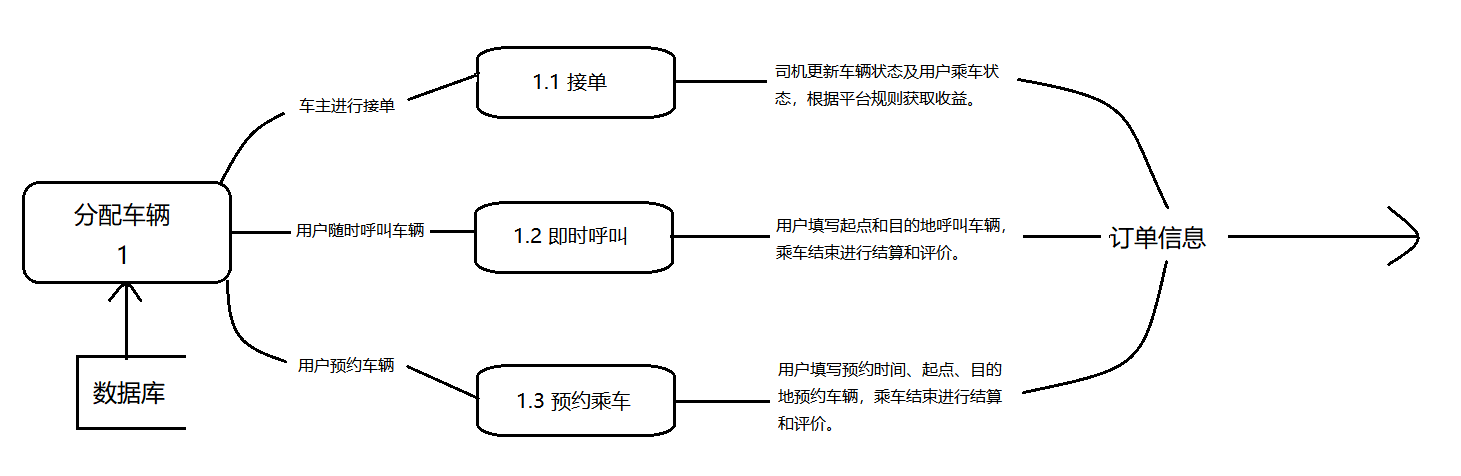 车主进行接单
1.1 接单
司机更新车辆状态及用户乘车状
态，根据平台规则获取收益。
分配车辆
1
用户随时呼叫车辆
1.2 即时呼叫
用户填写起点和目的地呼叫车辆，
乘车结束进行结算和评价。
订单信息
数据库
用户预约车辆
1.3 预约乘车
用户填写预约时间、起点、目的
地预约车辆，乘车结束进行结算
和评价。